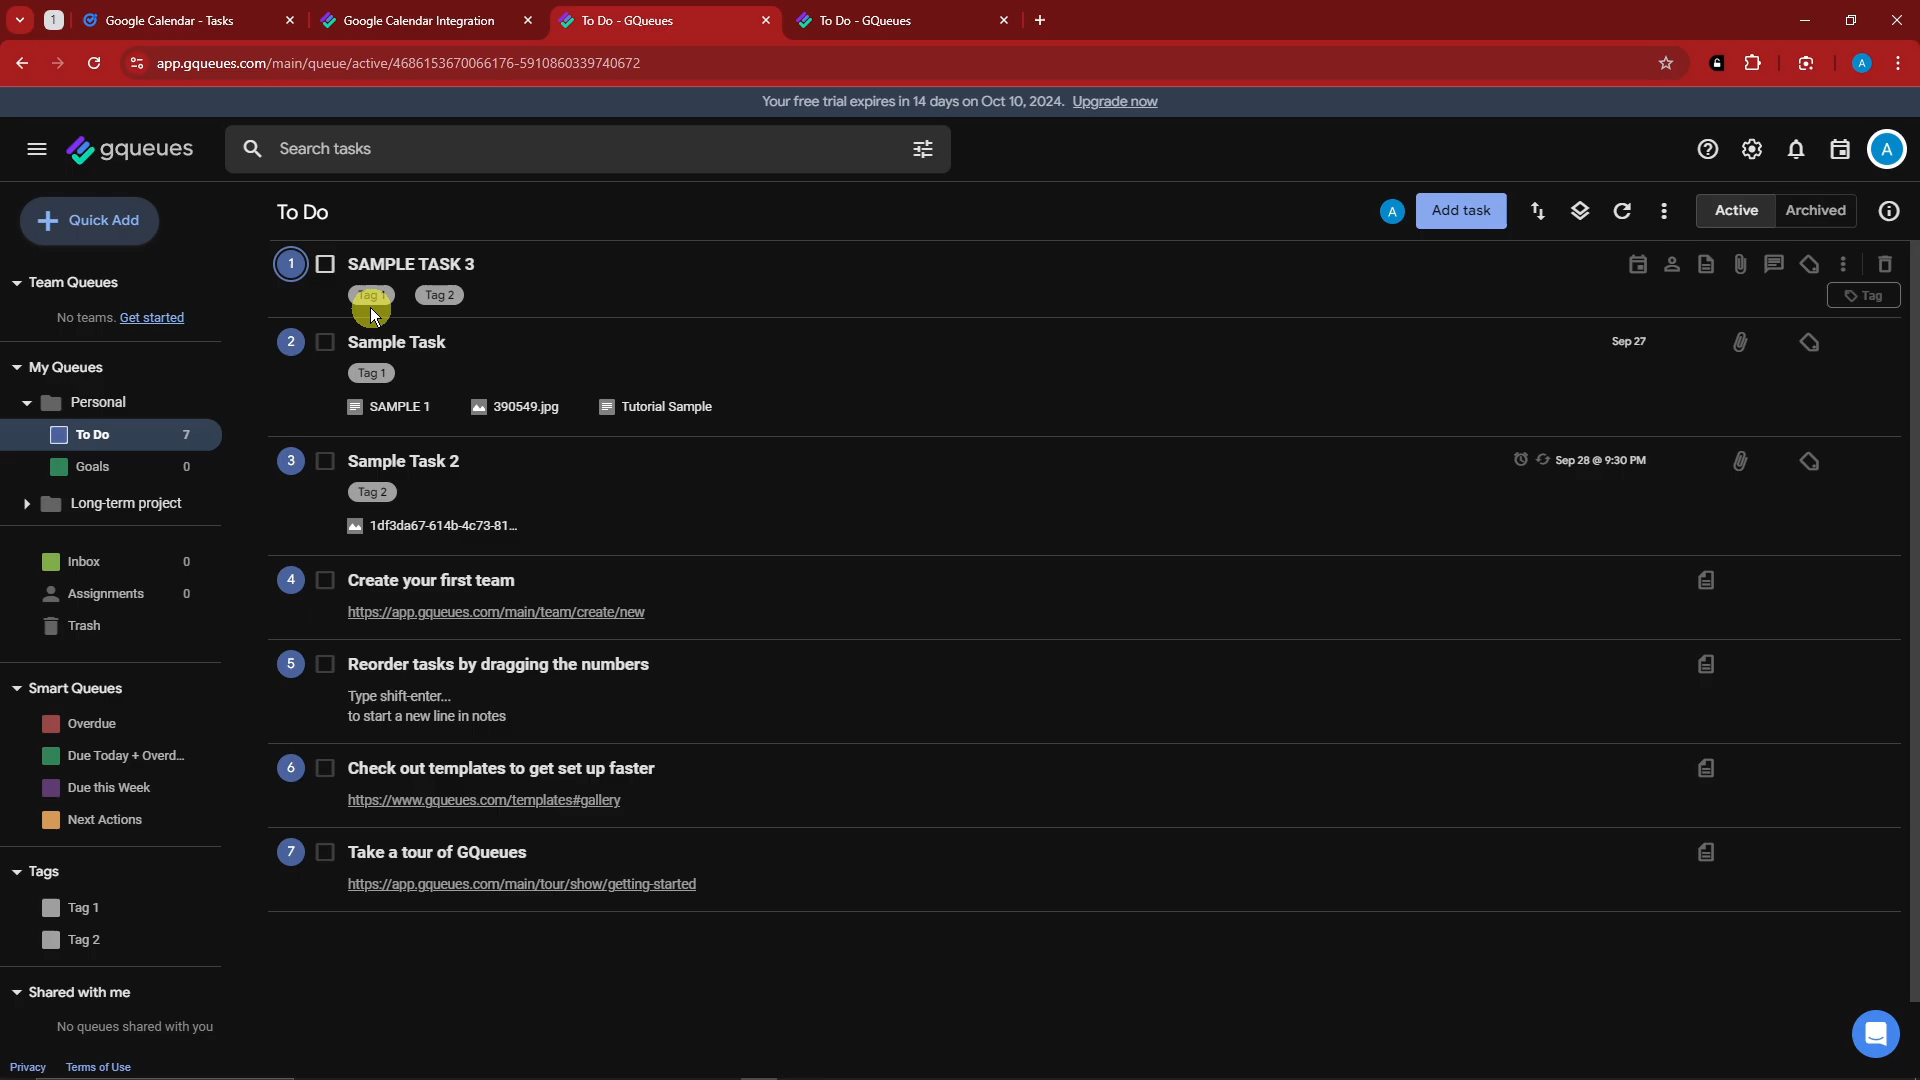 1
Google Calendar - Tasks
Google Calendar Integration
To Do - GQueues
To Do - GQueues
app.gqueues.com/main/queue/active/4686153670066176-5910860339740672
A
Your free trial expires in 14 days on Oct 10, 2024. Upgrade now
gqueues
Search tasks
A
Quick Add
To Do
A
Add task
Active
Archived
Team Queues
No teams. Get started
My Queues
Personal
To Do 7
Goals 0
Long-term project
Inbox 0
Assignments 0
Trash
Smart Queues
Overdue
Due Today + Overd...
Due this Week
Next Actions
Tags
Tag 1
Tag 2
Shared with me
No queues shared with you
Privacy Terms of Use
1 SAMPLE TASK 3
Tag 1 Tag 2
Tag
2 Sample Task Sep 27
Tag 1
SAMPLE 1 390549.jpg Tutorial Sample
3 Sample Task 2 Sep 28 @ 9:30 PM
Tag 2
1df3da67-614b-4c73-81...
4 Create your first team
https://app.gqueues.com/main/team/create/new
5 Reorder tasks by dragging the numbers
Type shift-enter...
to start a new line in notes
6 Check out templates to get set up faster
https://www.gqueues.com/templates#gallery
7 Take a tour of GQueues
https://app.gqueues.com/main/tour/show/getting-started